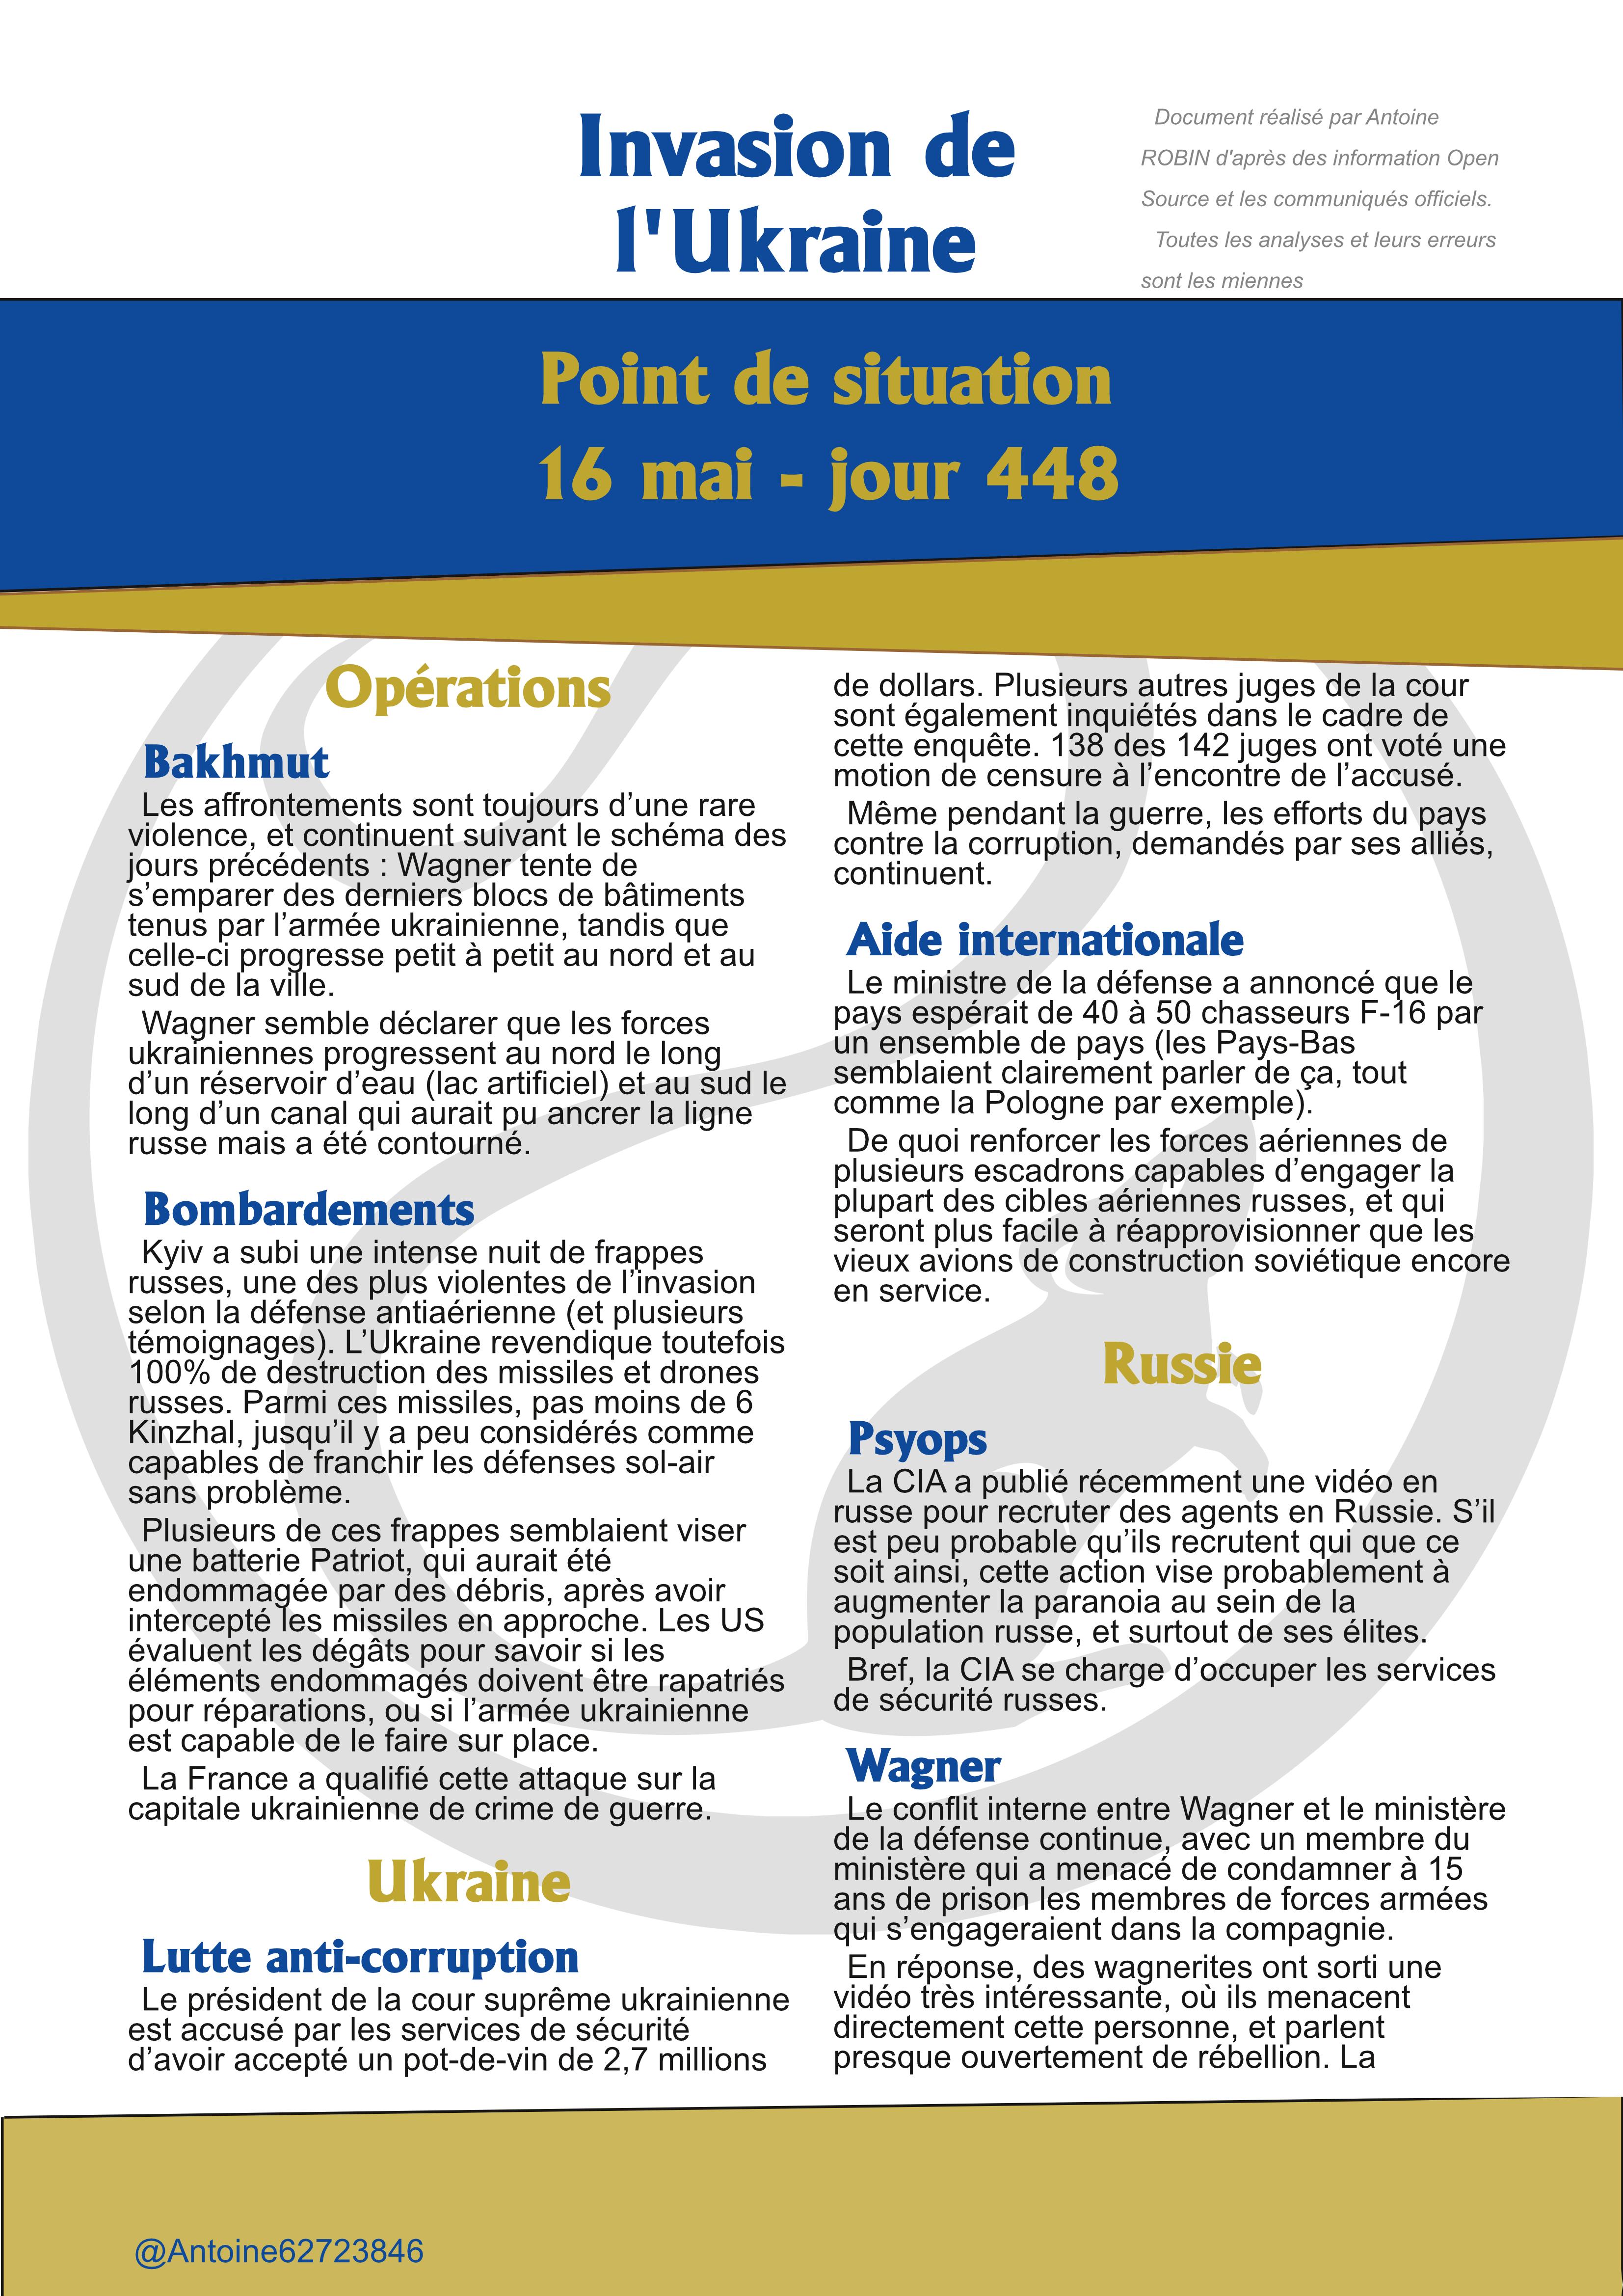 Invasion de
l'Ukraine
Document réalisé par Antoine
ROBIN d'après des information Open
Source et les communiqués officiels.
Toutes les analyses et leurs erreurs
sont les miennes
Point de situation
16 mai - jour 448
Opérations
Bakhmut
Les affrontements sont toujours d’une rare
violence, et continuent suivant le schéma des
jours précédents : Wagner tente de
s’emparer des derniers blocs de bâtiments
tenus par l’armée ukrainienne, tandis que
celle-ci progresse petit à petit au nord et au
sud de la ville.
Wagner semble déclarer que les forces
ukrainiennes progressent au nord le long
d’un réservoir d’eau (lac artificiel) et au sud le
long d’un canal qui aurait pu ancrer la ligne
russe mais a été contourné.
Bombardements
Kyiv a subi une intense nuit de frappes
russes, une des plus violentes de l’invasion
selon la défense antiaérienne (et plusieurs
témoignages). L’Ukraine revendique toutefois
100% de destruction des missiles et drones
russes. Parmi ces missiles, pas moins de 6
Kinzhal, jusqu’il y a peu considérés comme
capables de franchir les défenses sol-air
sans problème.
Plusieurs de ces frappes semblaient viser
une batterie Patriot, qui aurait été
endommagée par des débris, après avoir
intercepté les missiles en approche. Les US
évaluent les dégâts pour savoir si les
éléments endommagés doivent être rapatriés
pour réparations, ou si l’armée ukrainienne
est capable de le faire sur place.
La France a qualifié cette attaque sur la
capitale ukrainienne de crime de guerre.
Ukraine
Lutte anti-corruption
Le président de la cour suprême ukrainienne
est accusé par les services de sécurité
d’avoir accepté un pot-de-vin de 2,7 millions
de dollars. Plusieurs autres juges de la cour
sont également inquiétés dans le cadre de
cette enquête. 138 des 142 juges ont voté une
motion de censure à l’encontre de l’accusé.
Même pendant la guerre, les efforts du pays
contre la corruption, demandés par ses alliés,
continuent.
Aide internationale
Le ministre de la défense a annoncé que le
pays espérait de 40 à 50 chasseurs F-16 par
un ensemble de pays (les Pays-Bas
semblaient clairement parler de ça, tout
comme la Pologne par exemple).
De quoi renforcer les forces aériennes de
plusieurs escadrons capables d’engager la
plupart des cibles aériennes russes, et qui
seront plus facile à réapprovisionner que les
vieux avions de construction soviétique encore
en service.
Russie
Psyops
La CIA a publié récemment une vidéo en
russe pour recruter des agents en Russie. S’il
est peu probable qu’ils recrutent qui que ce
soit ainsi, cette action vise probablement à
augmenter la paranoia au sein de la
population russe, et surtout de ses élites.
Bref, la CIA se charge d’occuper les services
de sécurité russes.
Wagner
Le conflit interne entre Wagner et le ministère
de la défense continue, avec un membre du
ministère qui a menacé de condamner à 15
ans de prison les membres de forces armées
qui s’engageraient dans la compagnie.
En réponse, des wagnerites ont sorti une
vidéo très intéressante, où ils menacent
directement cette personne, et parlent
presque ouvertement de rébellion. La
@Antoine62723846